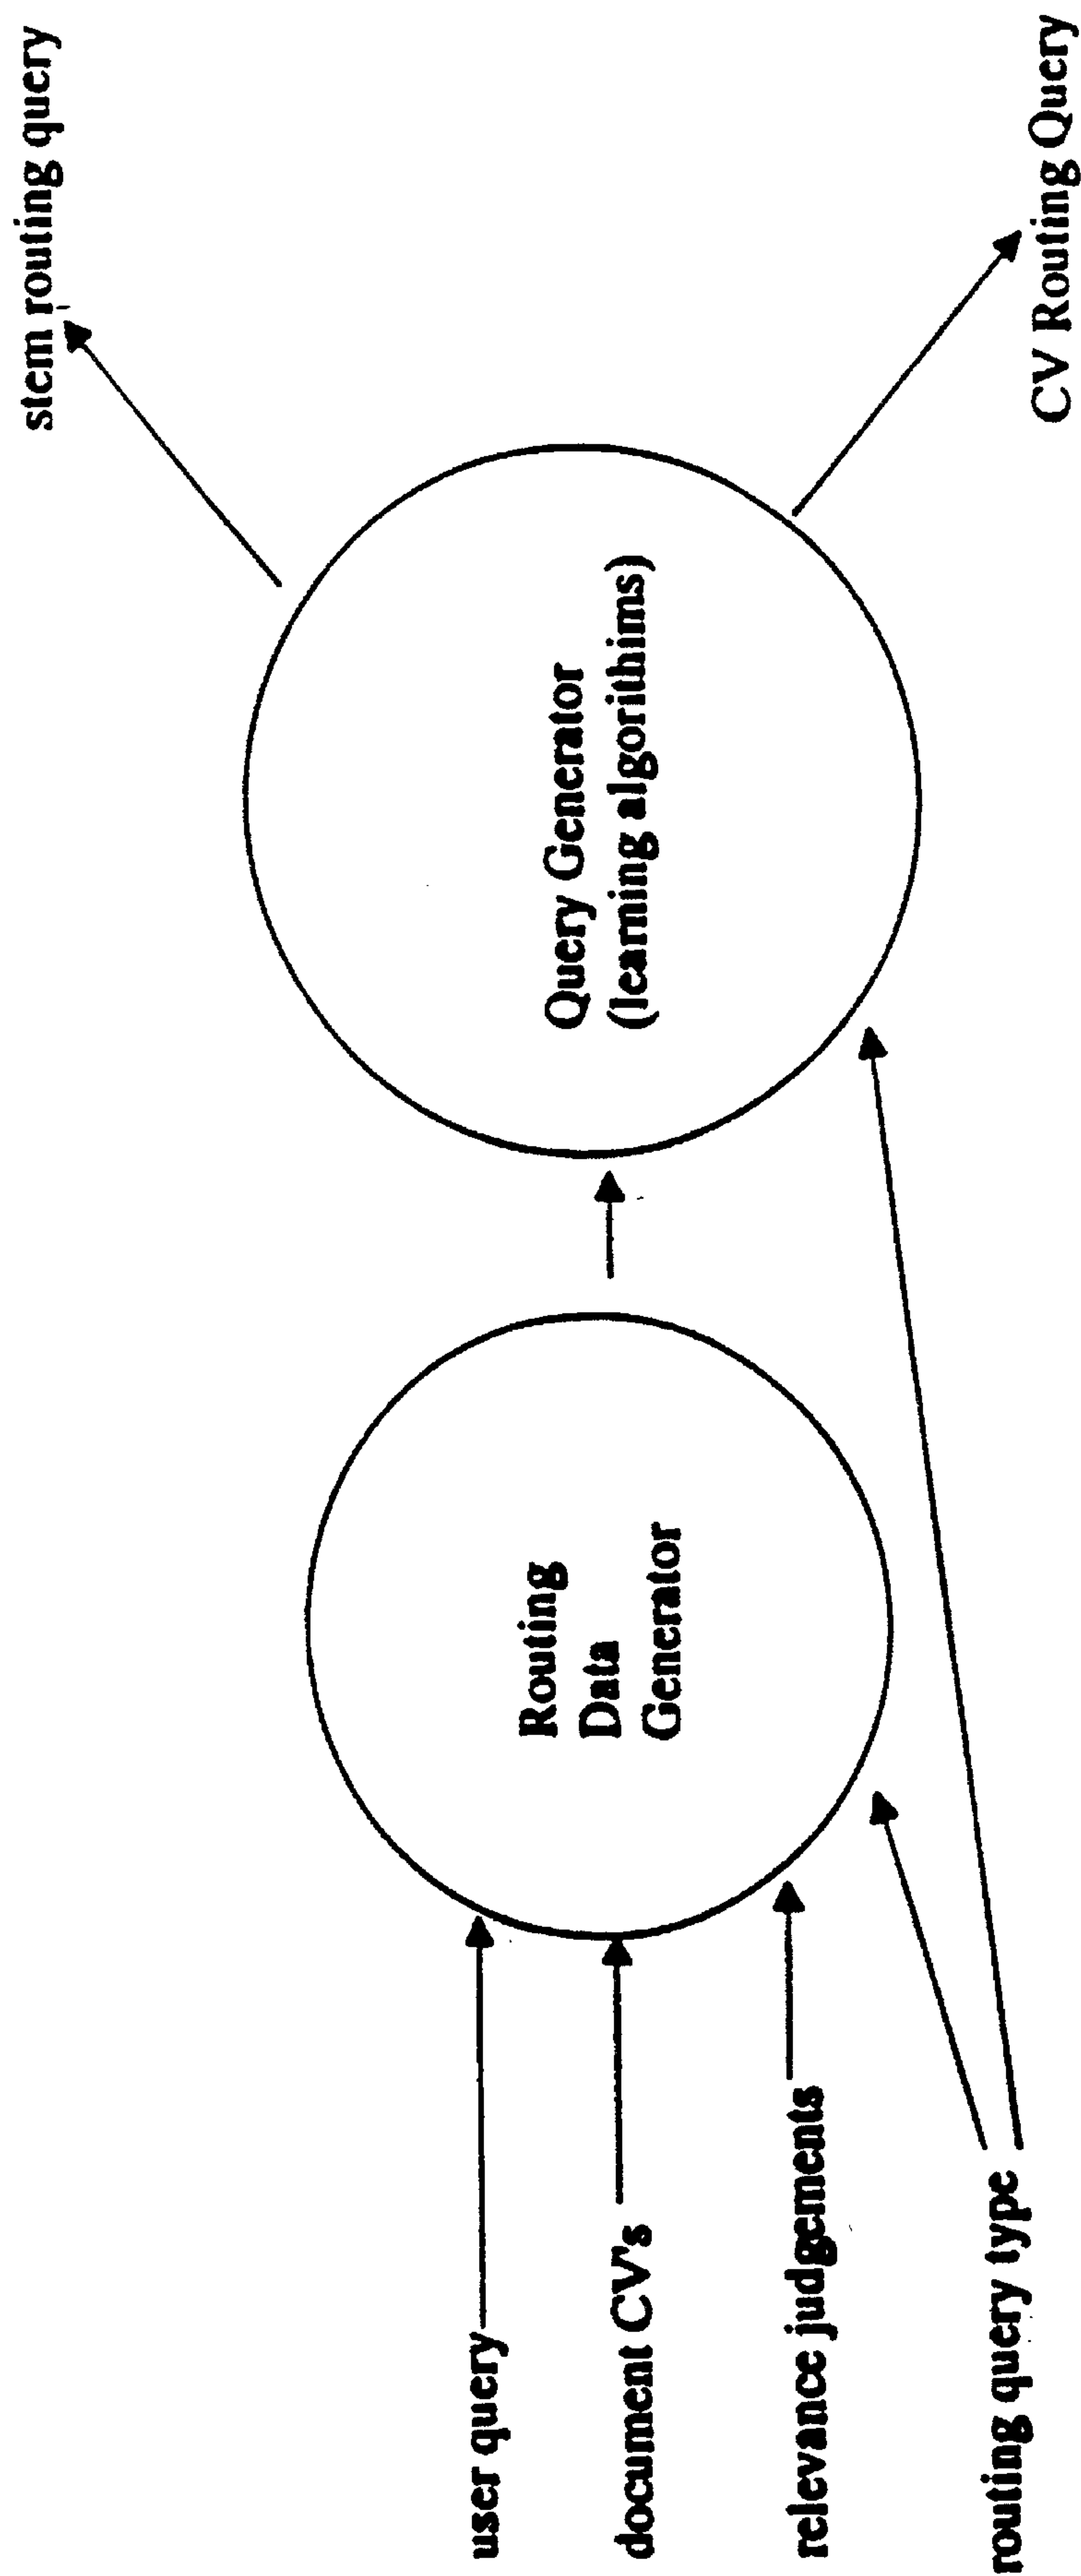 user query
document CV's
relevance judgements
routing query type
Routing
Data
Generator
Query Generator
(learning algorithims)
stem routing query
CV Routing Query